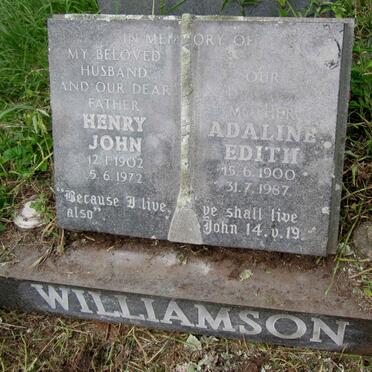 IN MEMORY OF
MY BELOVED
HUSBAND
AND OUR DEAR
FATHER
HENRY
JOHN
12.1.1902
5.6.1972
OUR
MOTHER
ADALINE
EDITH
15.6.1900
31.7.1987
"Because I live, ye shall live
also" John 14.v.19.
WILLIAMSON